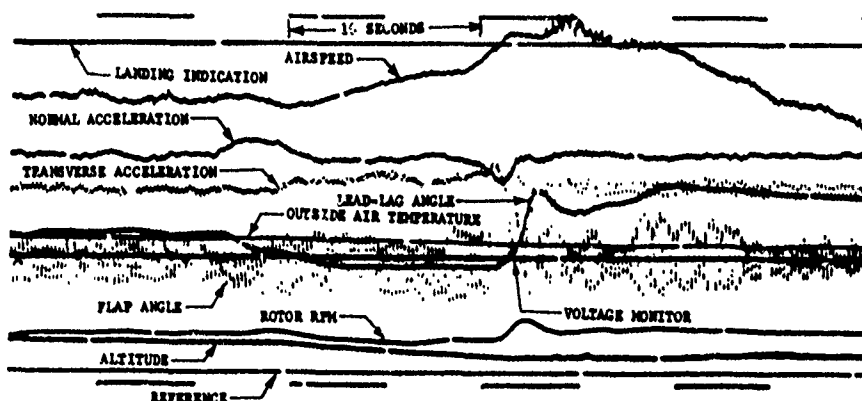 10 SECONDS
LANDING INDICATION
AIRSPEED
NORMAL ACCELERATION
TRANSVERSE ACCELERATION
LEAD-LAG ANGLE
OUTSIDE AIR TEMPERATURE
FLAP ANGLE
VOLTAGE MONITOR
ROTOR RPM
ALTITUDE
REFERENCE